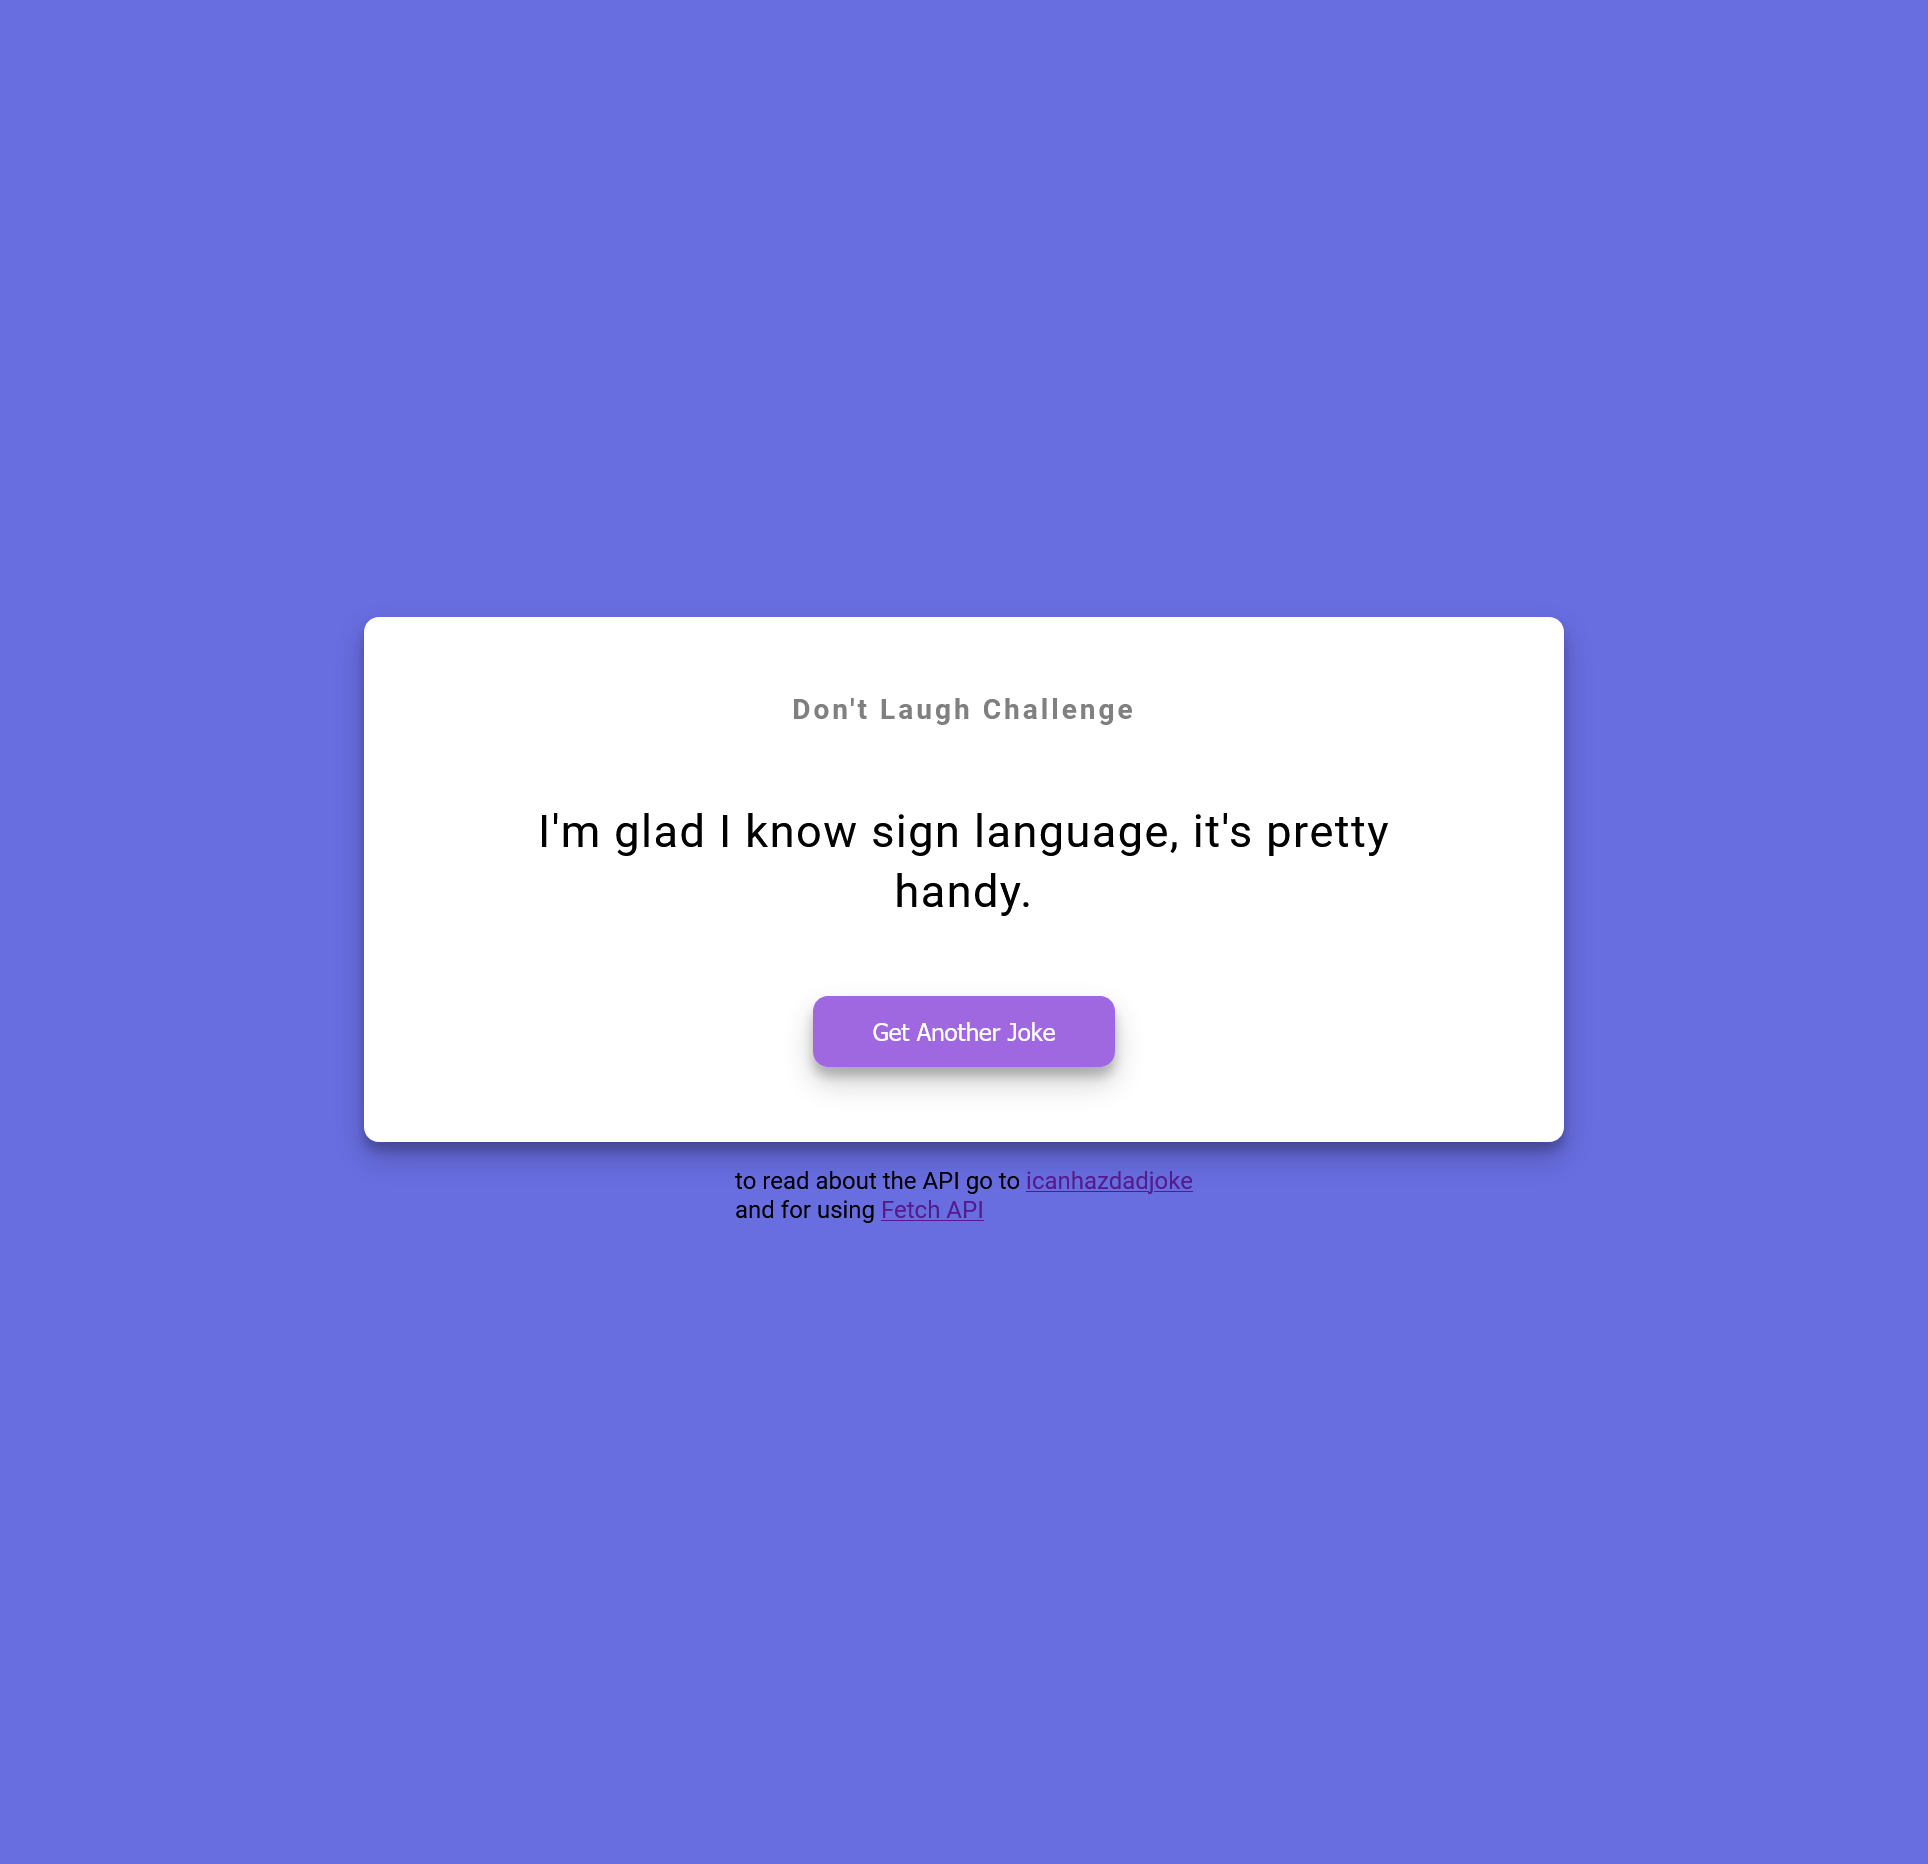 Don't Laugh Challenge
I'm glad I know sign language, it's pretty
handy.
Get Another Joke
to read about the API go to icanhazdadjoke
and for using Fetch API